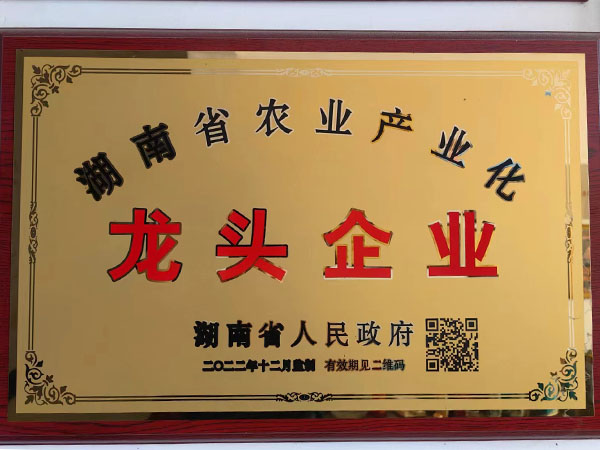 湖南省农业产业化
龙头企业
湖南省人民政府
二〇二二年十二月监制 有效期见二维码